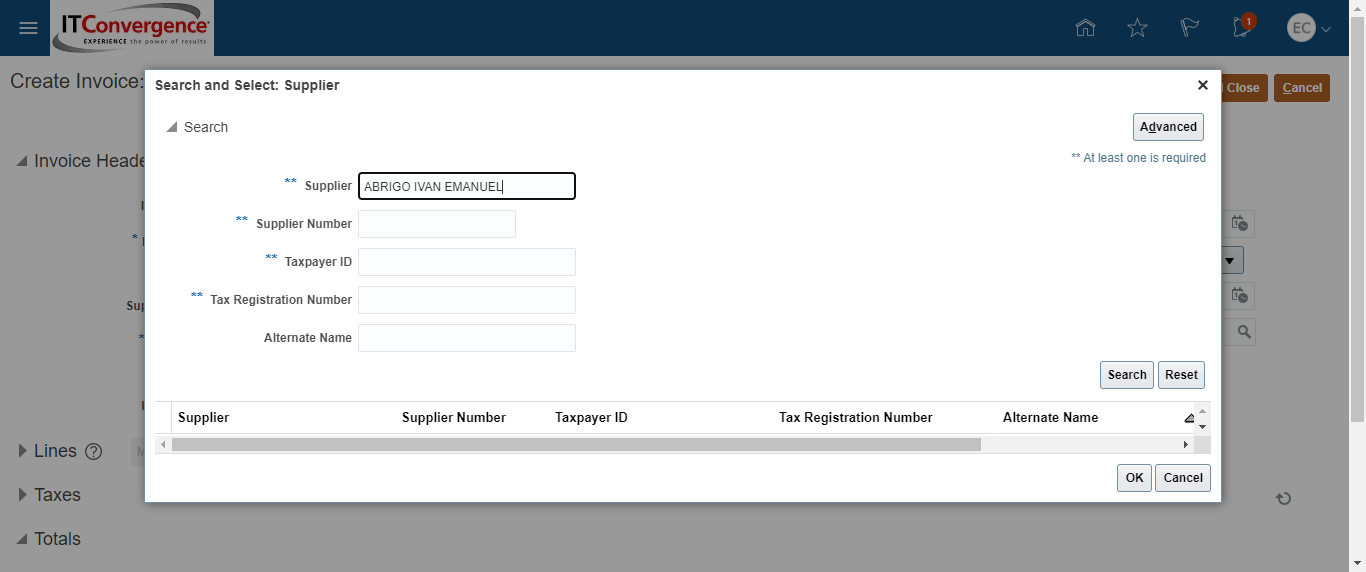 ITConvergence
EXPERIENCE the power of results
1
EC
Create Invoice:
Close
Cancel
Search and Select: Supplier
Search
Advanced
** At least one is required
Invoice Heade
** Supplier ABRIGO IVAN EMANUEL
** Supplier Number
** Taxpayer ID
** Tax Registration Number
Alternate Name
Search Reset
Supplier Supplier Number Taxpayer ID Tax Registration Number Alternate Name
OK Cancel
Lines
Taxes
Totals